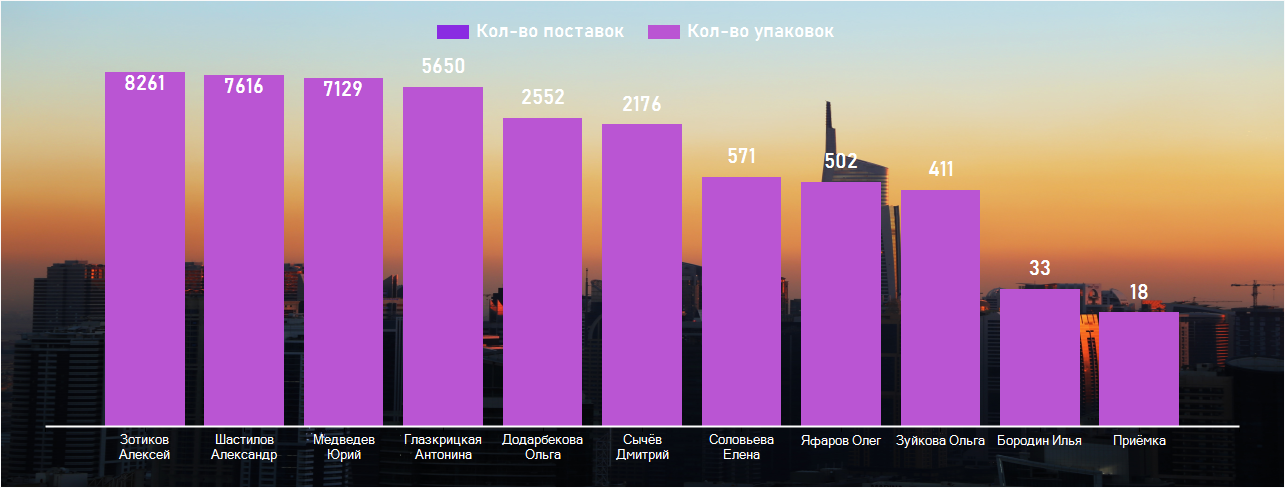 Кол-во поставок Кол-во упаковок
8261 7616 7129 5650 2552 2176 571 502 411 33 18
Зотиков Шастилов Медведев Глазкрицкая Додарбекова Сычёв Соловьева Яфаров Олег Зуйкова Ольга Бородин Илья Приёмка
Алексей Александр Юрий Антонина Ольга Дмитрий Елена